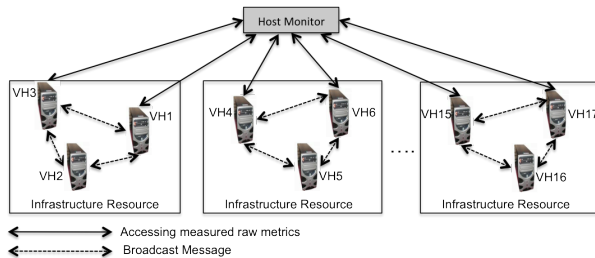 Host Monitor
VH3
VH1
VH2
Infrastructure Resource
VH4
VH6
VH5
Infrastructure Resource
....
VH15
VH17
VH16
Infrastructure Resource
Accessing measured raw metrics
Broadcast Message